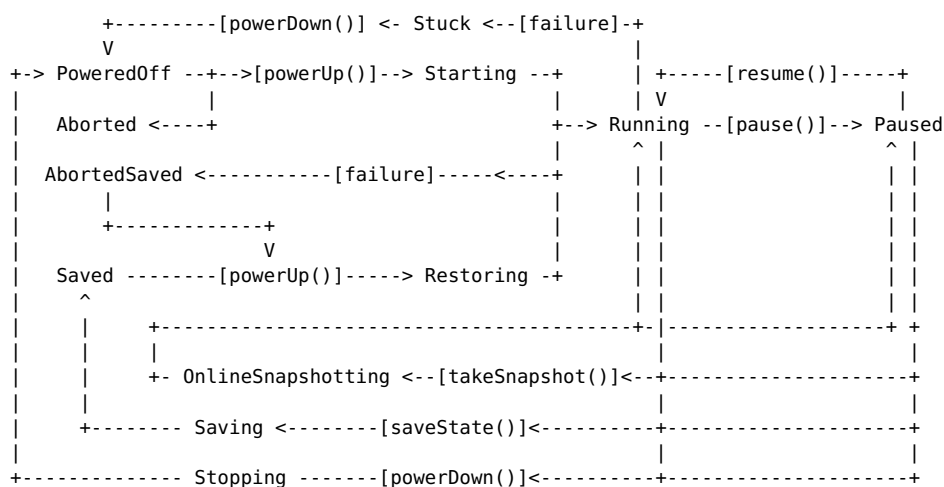 +---------[powerDown()] <- Stuck <--[failure]-+
V |
+-> PoweredOff --+-->[powerUp()]--> Starting --+ | +-----[resume()]-----+
| | | | V |
| Aborted <----+ +--> Running --[pause()]--> Paused
| | ^ | ^ |
| AbortedSaved <-----------[failure]-----<----+ | | | |
| | | | | | |
| +-------------+ | | | | |
| V | | | | |
| Saved --------[powerUp()]-----> Restoring -+ | | | |
| ^ | | | |
| | +-----------------------------------------+-|-------------------+ +
| | | | |
| | +- OnlineSnapshotting <--[takeSnapshot()]<--+---------------------+
| | | |
| +-------- Saving <--------[saveState()]<----------+---------------------+
| | |
+-------------- Stopping -------[powerDown()]<----------+---------------------+